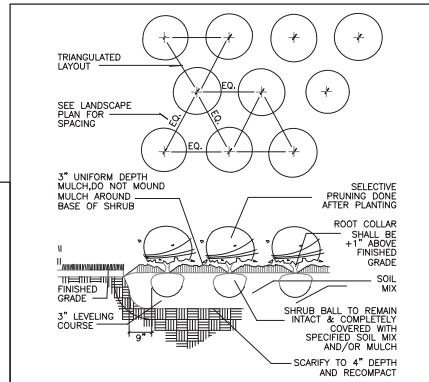 TRIANGULATED
LAYOUT
EQ.
SEE LANDSCAPE
PLAN FOR
SPACING
EQ.
EQ.
EQ.
3" UNIFORM DEPTH
MULCH,DO NOT MOUND
MULCH AROUND
BASE OF SHRUB
SELECTIVE
PRUNING DONE
AFTER PLANTING
ROOT COLLAR
SHALL BE
+1" ABOVE
FINISHED
GRADE
FINISHED
GRADE
SOIL
MIX
3" LEVELING
COURSE
9"
SHRUB BALL TO REMAIN
INTACT & COMPLETELY
COVERED WITH
SPECIFIED SOIL MIX
AND/OR MULCH
SCARIFY TO 4" DEPTH
AND RECOMPACT